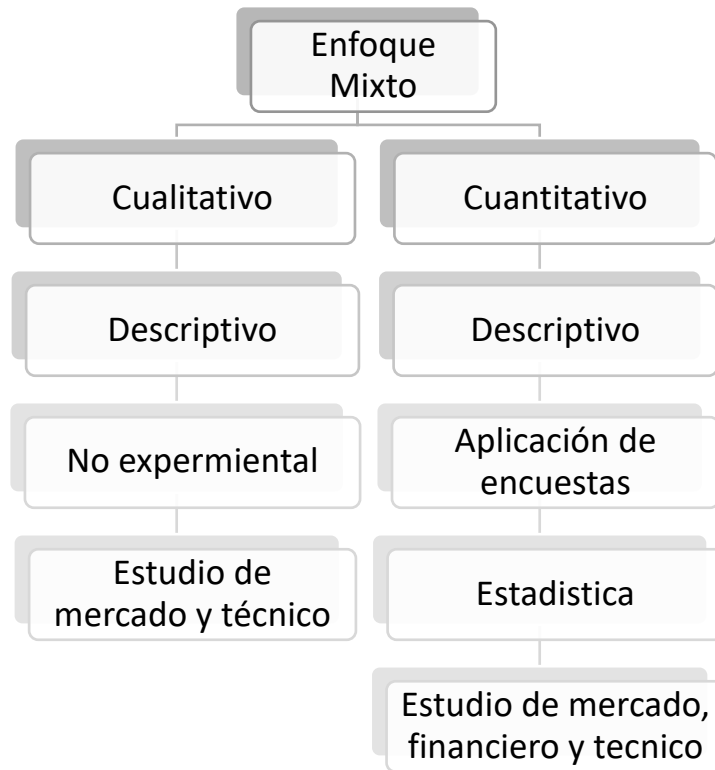 Enfoque
Mixto
Cualitativo
Cuantitativo
Descriptivo
Descriptivo
No expermiental
Aplicación de
encuestas
Estudio de
mercado y técnico
Estadistica
Estudio de mercado,
financiero y tecnico